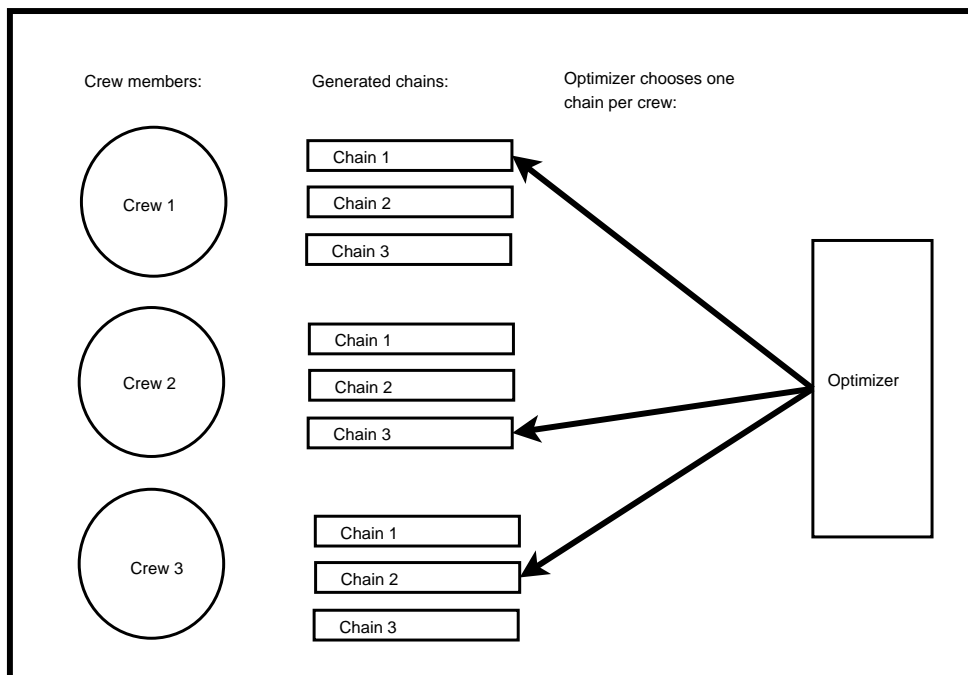 Crew members:
Generated chains:
Optimizer chooses one
chain per crew:
Crew 1
Chain 1
Chain 2
Chain 3
Crew 2
Chain 1
Chain 2
Chain 3
Optimizer
Crew 3
Chain 1
Chain 2
Chain 3